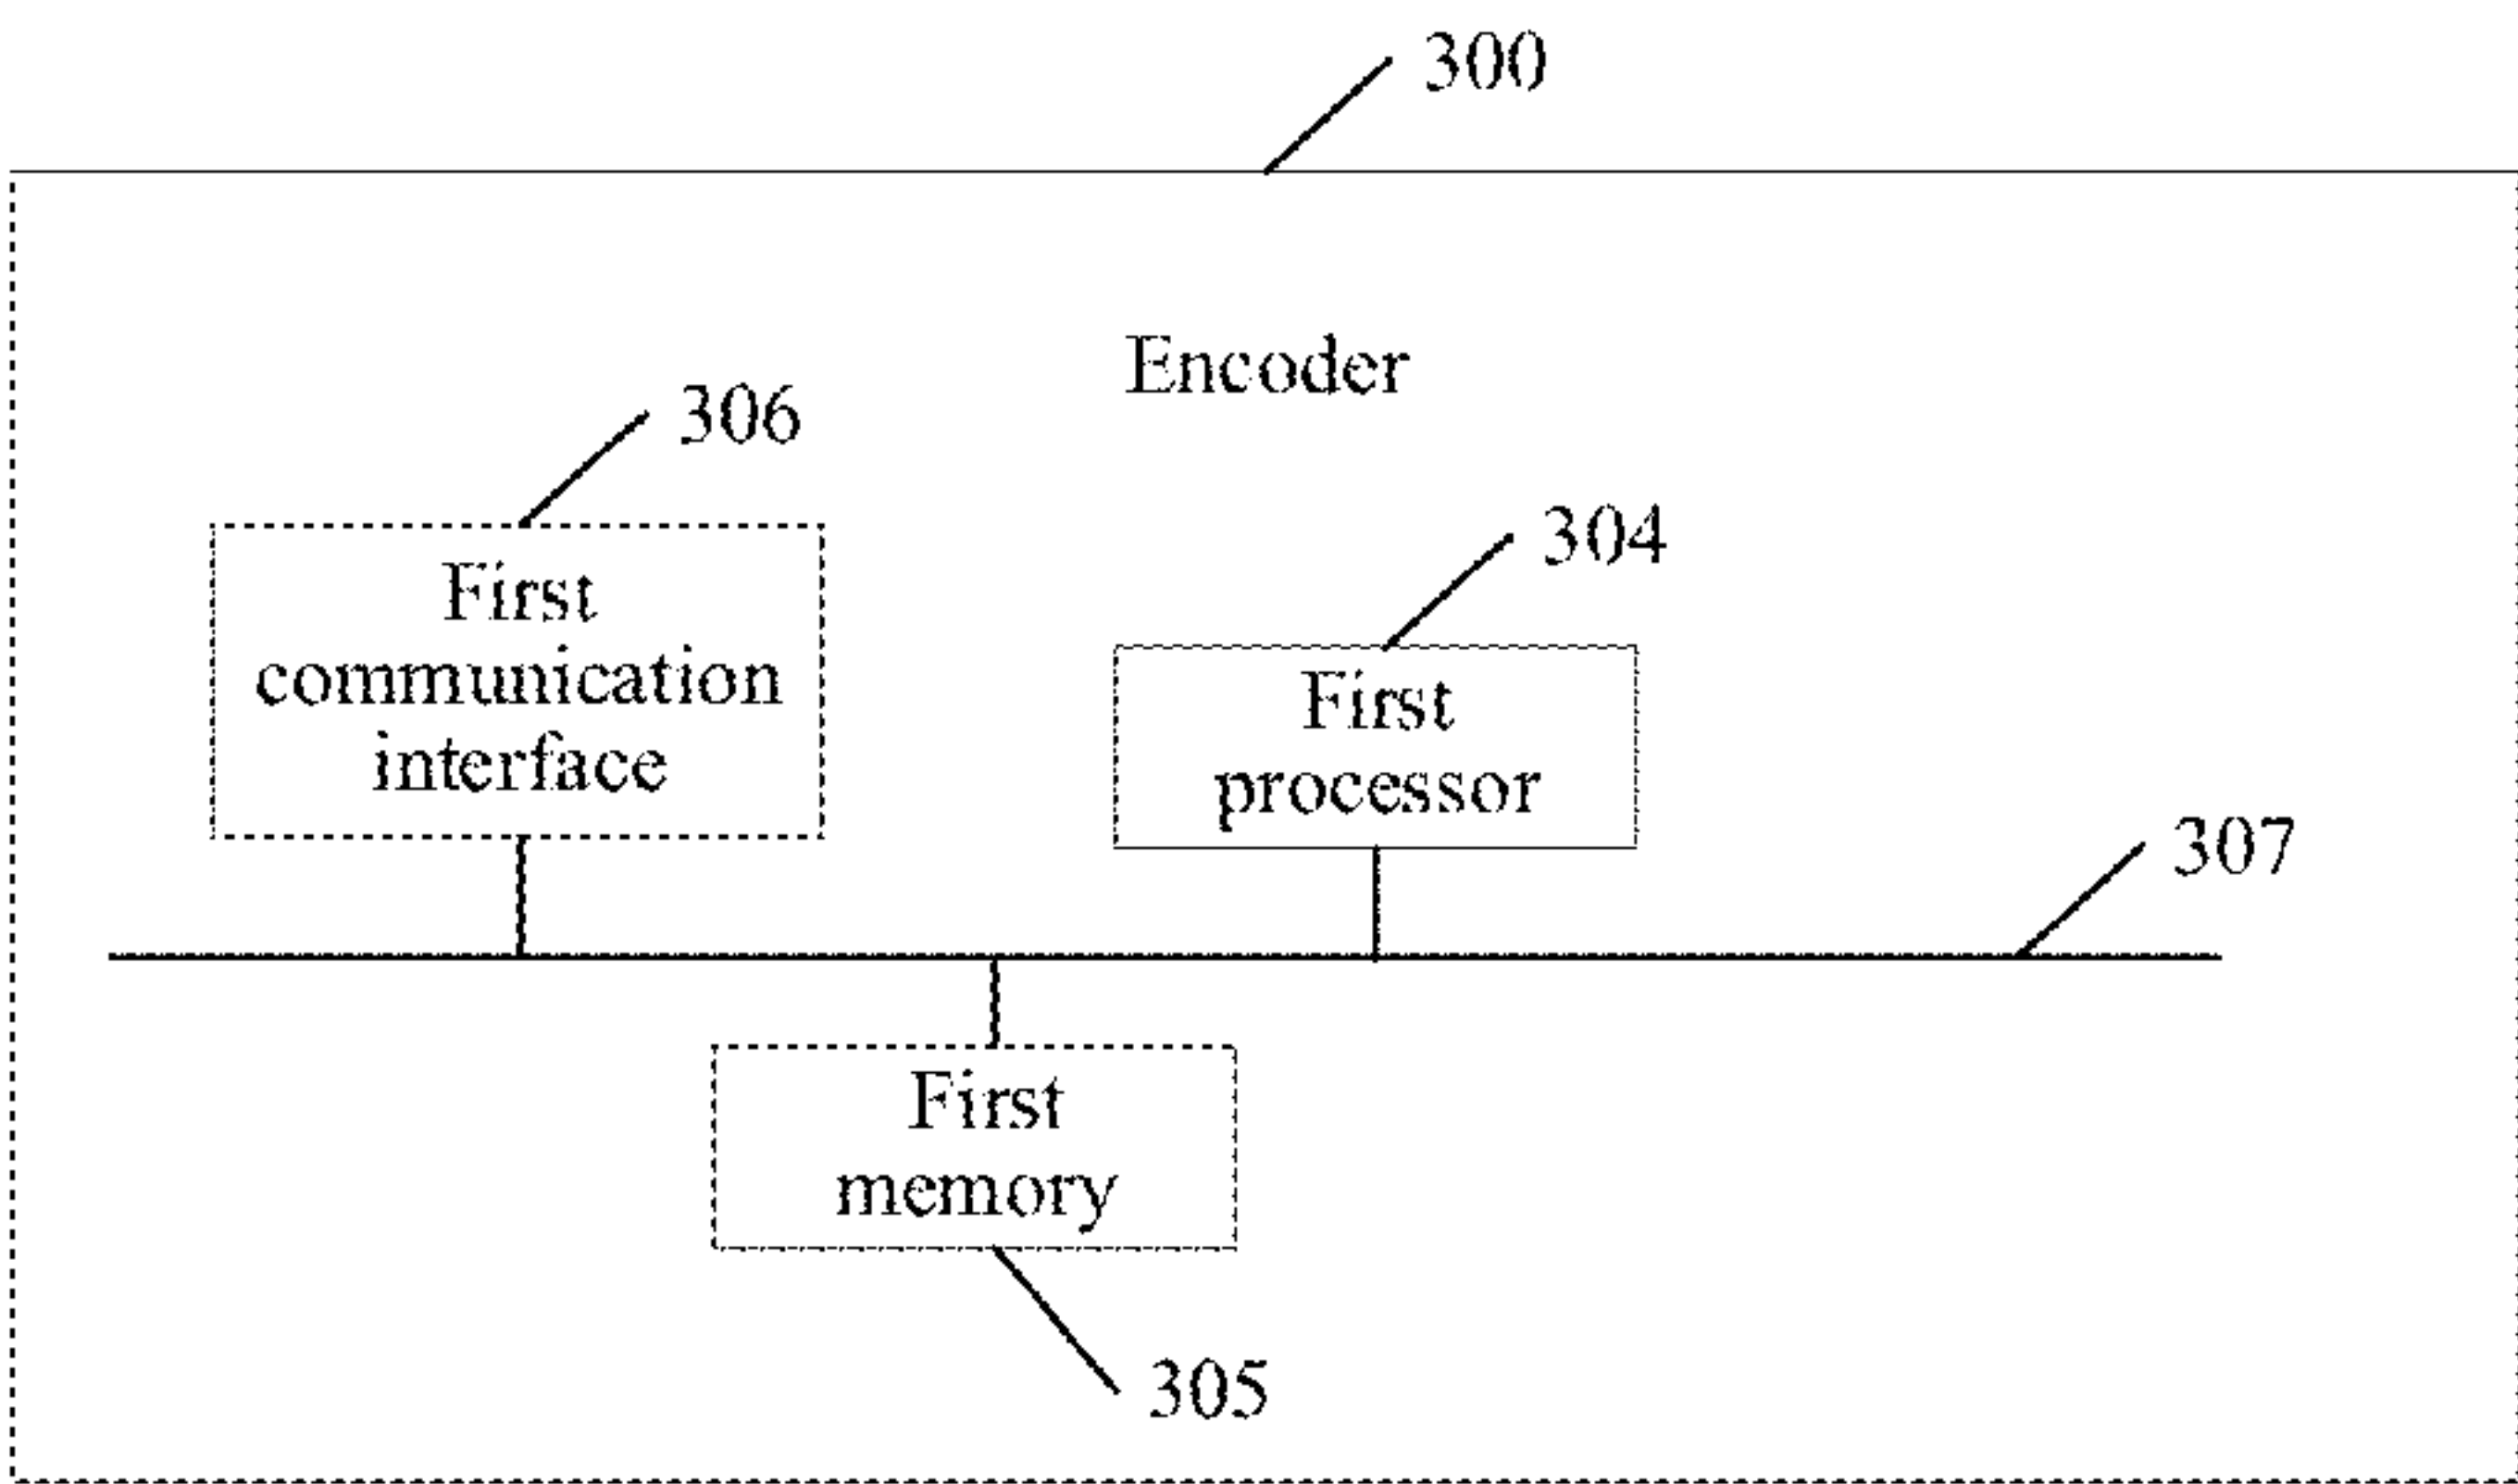 300
Encoder
306
First
communication
interface
304
First
processor
307
First
memory
305